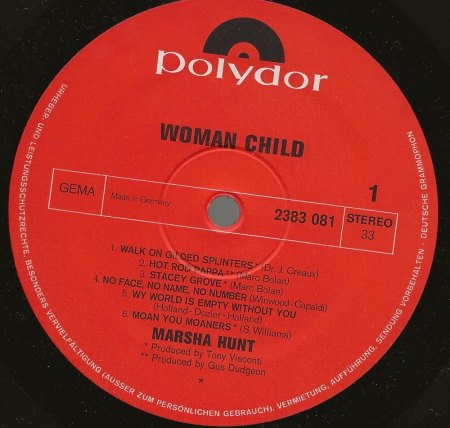 polydor
WOMAN CHILD
GEMA
Made in Germany
2383 081
1
STEREO
33
1. WALK ON GILDED SPLINTERS * (Dr. J. Creaux)
2. HOT ROD PAPPA * * (Marc Bolan)
3. STACEY GROVE * (Marc Bolan)
4. NO FACE, NO NAME, NO NUMBER (Winwood-Capaldi)
5. WY WORLD IS EMPTY WITHOUT YOU
(Holland - Dozier - Holland)
6. MOAN YOU MOANERS * (S. Williams)
MARSHA HUNT
* Produced by Tony Visconti
** Produced by Gus Dudgeon
*
URHEBER- UND LEISTUNGSSCHUTZRECHTE, BESONDERS VERVIELFÄLTIGUNG (AUSSER ZUM PERSÖNLICHEN GEBRAUCH), VERMIETUNG, AUFFÜHRUNG, SENDUNG VORBEHALTEN · DEUTSCHE GRAMMOPHON